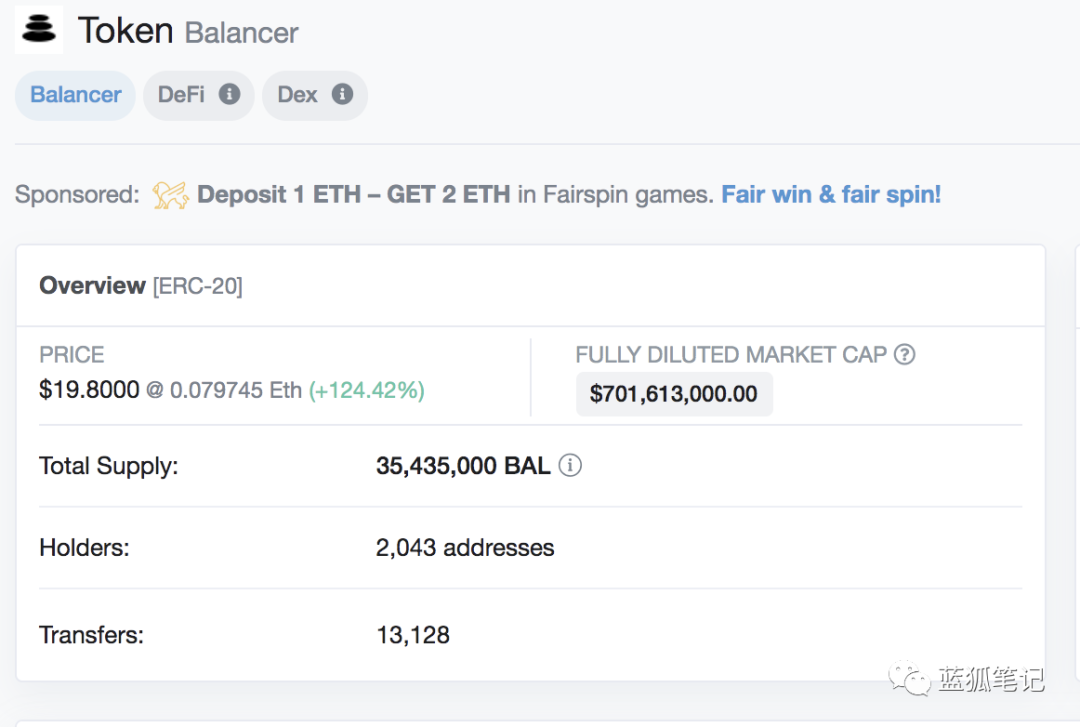 Token Balancer
Balancer DeFi Dex
Sponsored: Deposit 1 ETH – GET 2 ETH in Fairspin games. Fair win & fair spin!
Overview [ERC-20]
PRICE
$19.8000 @ 0.079745 Eth (+124.42%)
FULLY DILUTED MARKET CAP
$701,613,000.00
Total Supply: 35,435,000 BAL
Holders: 2,043 addresses
Transfers: 13,128
蓝狐笔记